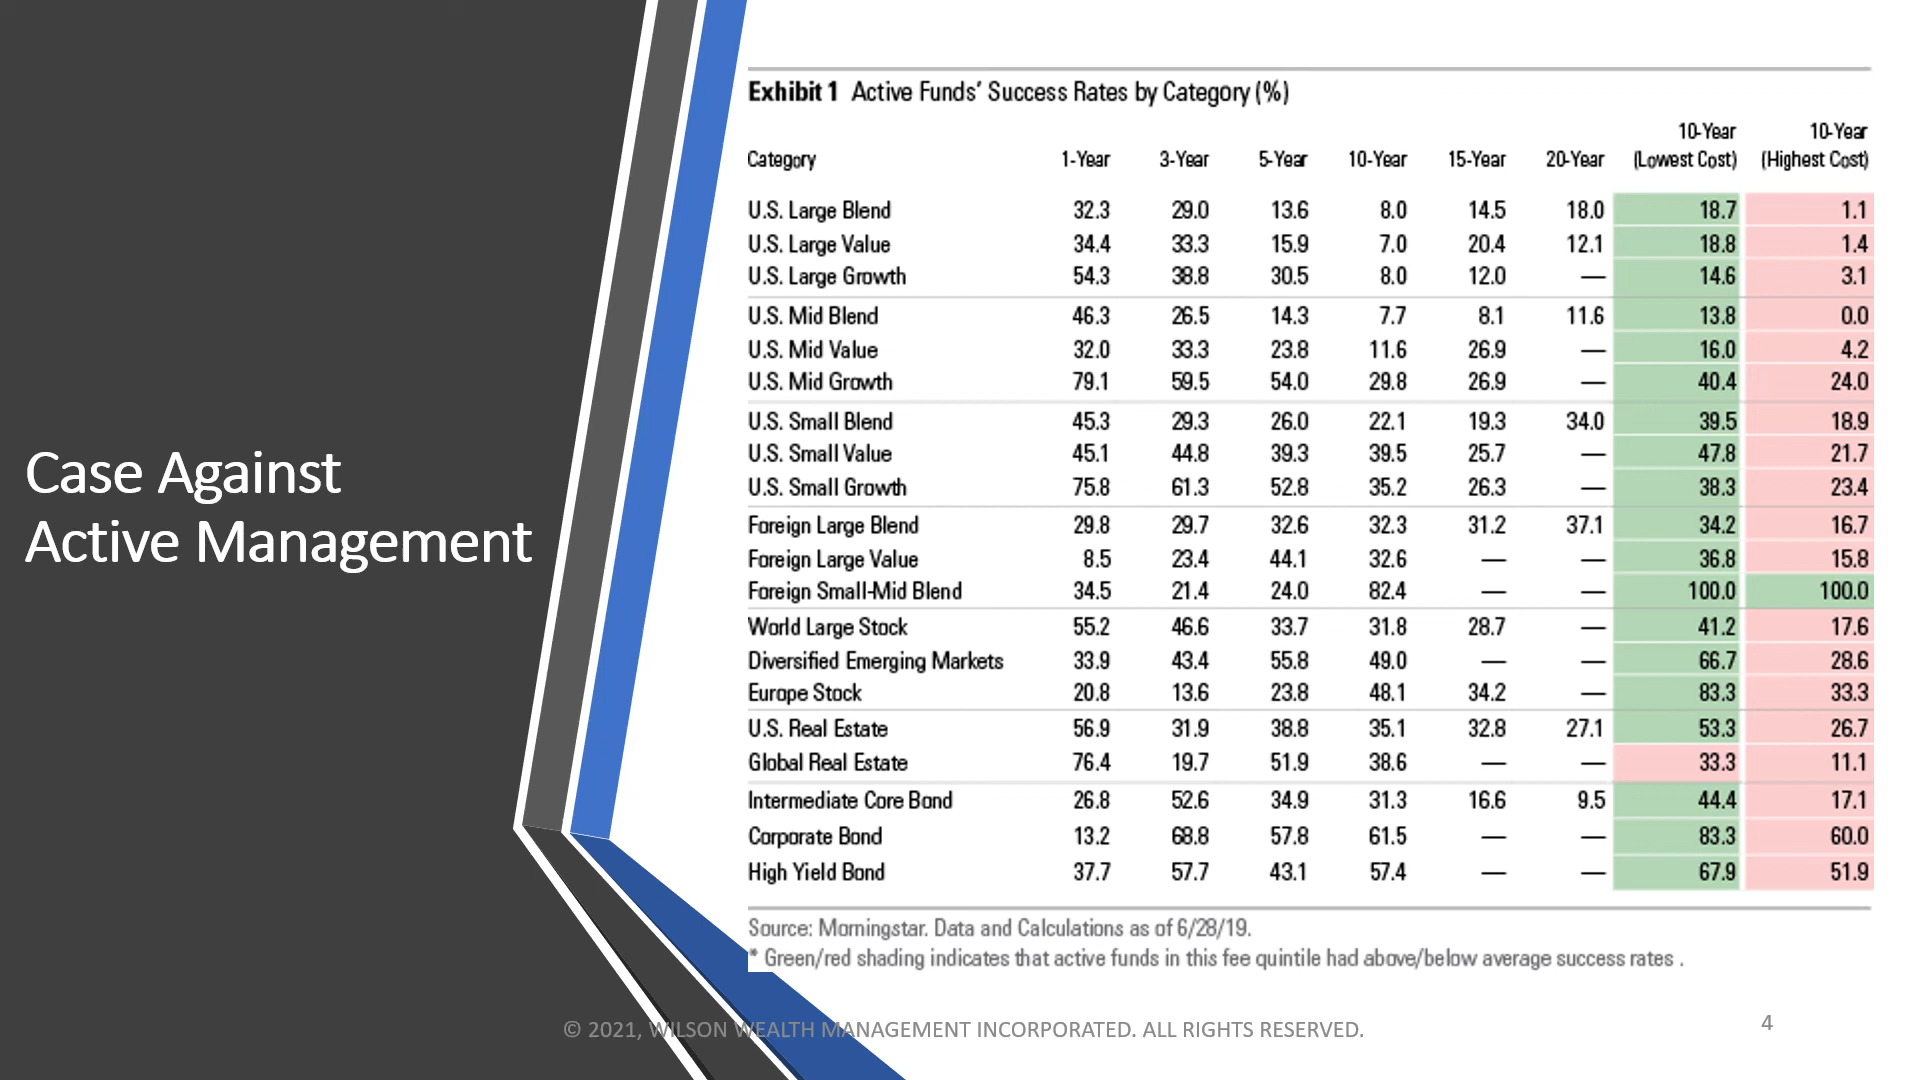 Case Against
Active Management
Exhibit 1 Active Funds' Success Rates by Category (%)
Category 1-Year 3-Year 5-Year 10-Year 15-Year 20-Year 10-Year (Lowest Cost) 10-Year (Highest Cost)
U.S. Large Blend 32.3 29.0 13.6 8.0 14.5 18.0 18.7 1.1
U.S. Large Value 34.4 33.3 15.9 7.0 20.4 12.1 18.8 1.4
U.S. Large Growth 54.3 38.8 30.5 8.0 12.0 — 14.6 3.1
U.S. Mid Blend 46.3 26.5 14.3 7.7 8.1 11.6 13.8 0.0
U.S. Mid Value 32.0 33.3 23.8 11.6 26.9 — 16.0 4.2
U.S. Mid Growth 79.1 59.5 54.0 29.8 26.9 — 40.4 24.0
U.S. Small Blend 45.3 29.3 26.0 22.1 19.3 34.0 39.5 18.9
U.S. Small Value 45.1 44.8 39.3 39.5 25.7 — 47.8 21.7
U.S. Small Growth 75.8 61.3 52.8 35.2 26.3 — 38.3 23.4
Foreign Large Blend 29.8 29.7 32.6 32.3 31.2 37.1 34.2 16.7
Foreign Large Value 8.5 23.4 44.1 32.6 — — 36.8 15.8
Foreign Small-Mid Blend 34.5 21.4 24.0 82.4 — — 100.0 100.0
World Large Stock 55.2 46.6 33.7 31.8 28.7 — 41.2 17.6
Diversified Emerging Markets 33.9 43.4 55.8 49.0 — — 66.7 28.6
Europe Stock 20.8 13.6 23.8 48.1 34.2 — 83.3 33.3
U.S. Real Estate 56.9 31.9 38.8 35.1 32.8 27.1 53.3 26.7
Global Real Estate 76.4 19.7 51.9 38.6 — — 33.3 11.1
Intermediate Core Bond 26.8 52.6 34.9 31.3 16.6 9.5 44.4 17.1
Corporate Bond 13.2 68.8 57.8 61.5 — — 83.3 60.0
High Yield Bond 37.7 57.7 43.1 57.4 — — 67.9 51.9
Source: Morningstar. Data and Calculations as of 6/28/19.
* Green/red shading indicates that active funds in this fee quintile had above/below average success rates .
© 2021, WILSON WEALTH MANAGEMENT INCORPORATED. ALL RIGHTS RESERVED.
4